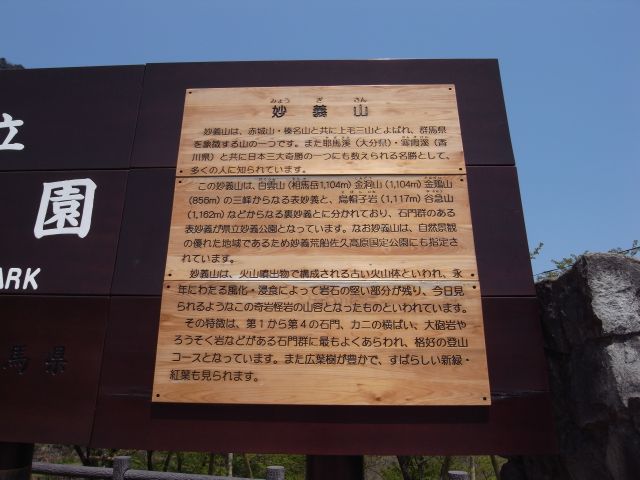 立
園
PARK
馬県
みょう ぎ さん
妙義山
妙義山は、赤城山・榛名山と共に上毛三山とよばれ、群馬県
を象徴する山の一つです。また耶馬溪(大分県)・寒霞溪(香
川県)と共に日本三大奇勝の一つにも数えられる名勝として、
多くの人に知られています。
この妙義山は、白雲山(相馬岳1,104m)金洞山(1,104m)金鶏山
(856m)の三峰からなる表妙義と、烏帽子岩(1,117m)谷急山
(1,162m)などからなる裏妙義とに分かれており、石門群のある
表妙義が県立妙義公園となっています。なお妙義山は、自然景観
の優れた地域であるため妙義荒船佐久高原国定公園にも指定さ
れています。
妙義山は、火山噴出物で構成される古い火山体といわれ、永
年にわたる風化・浸食によって岩石の堅い部分が残り、今日見
られるようなこの奇岩怪岩の山容となったものといわれています。
その特徴は、第1から第4の石門、カニの横ばい、大砲岩や
ろうそく岩などがある石門群に最もよくあらわれ、格好の登山
コースとなっています。また広葉樹が豊かで、すばらしい新緑・
紅葉も見られます。